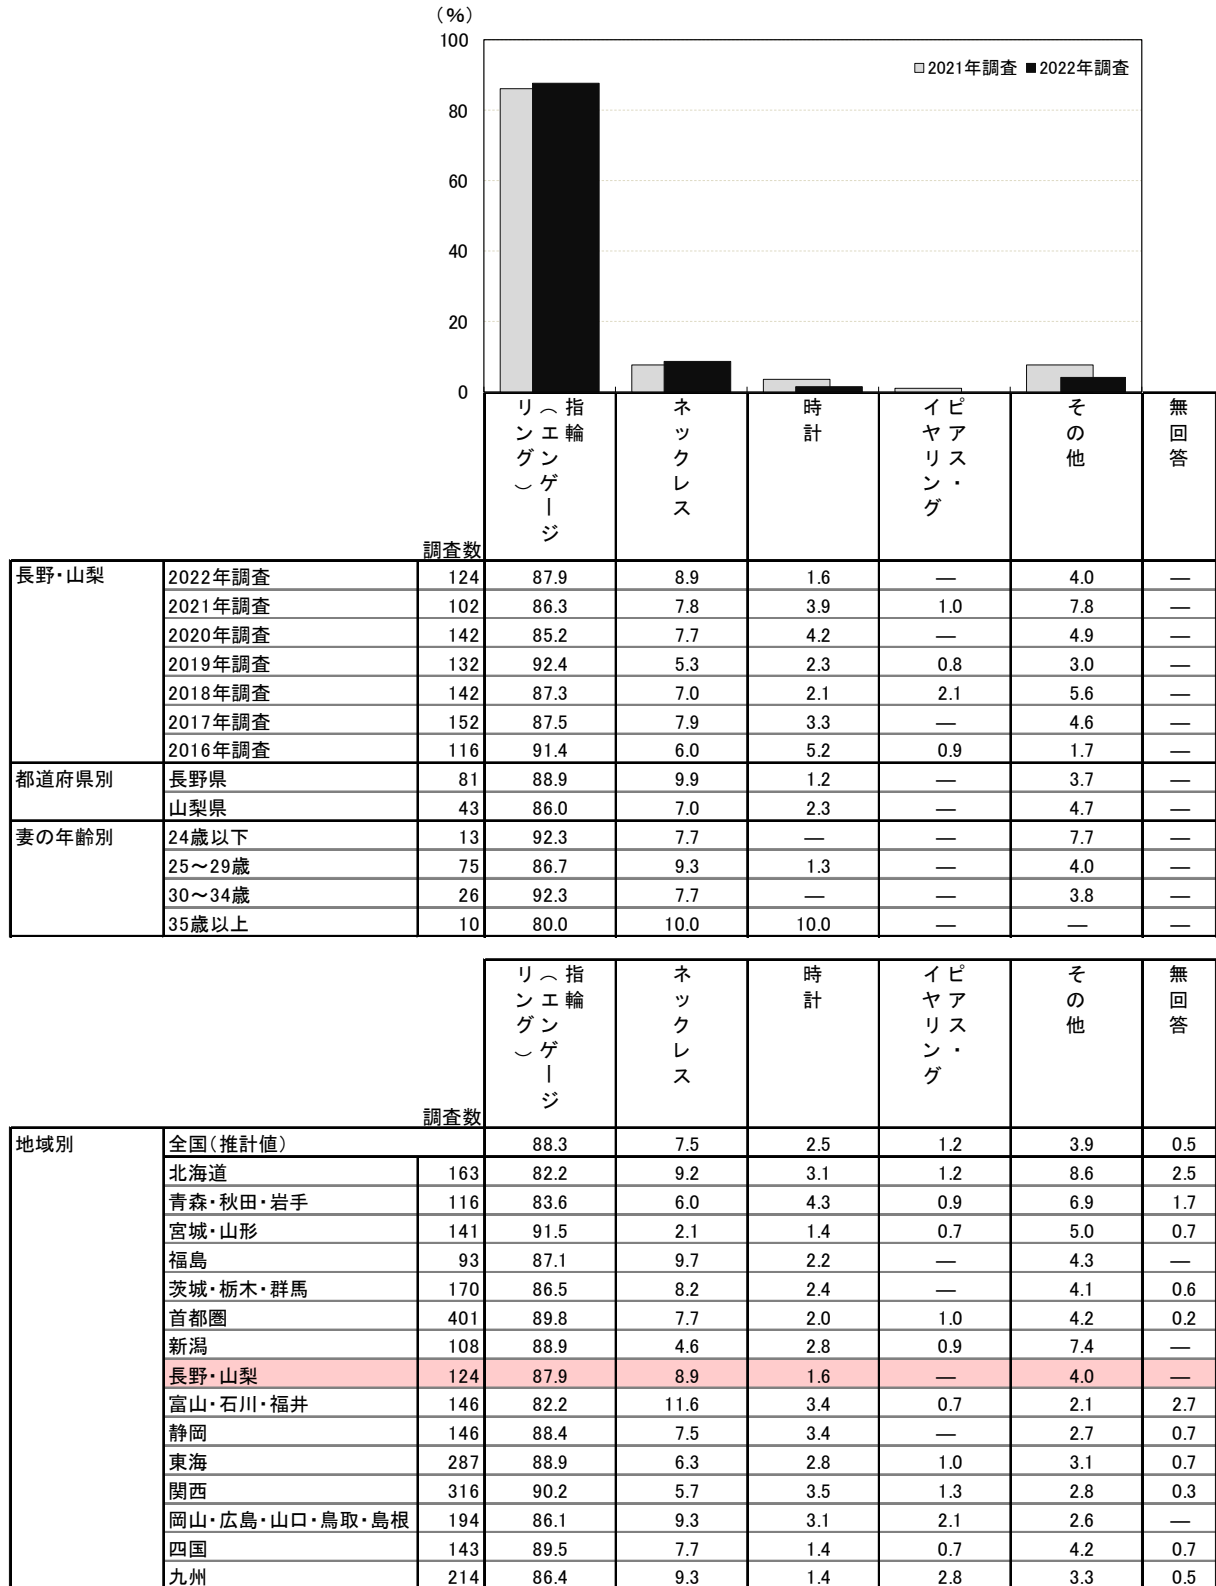 （%）
100
80
60
40
20
0
□2021年調査 ■2022年調査
調査数 指輪（エンゲージリング） ネックレス 時計 ピアス・イヤリング その他 無回答
長野・山梨 2022年調査 124 87.9 8.9 1.6 — 4.0 —
2021年調査 102 86.3 7.8 3.9 1.0 7.8 —
2020年調査 142 85.2 7.7 4.2 — 4.9 —
2019年調査 132 92.4 5.3 2.3 0.8 3.0 —
2018年調査 142 87.3 7.0 2.1 2.1 5.6 —
2017年調査 152 87.5 7.9 3.3 — 4.6 —
2016年調査 116 91.4 6.0 5.2 0.9 1.7 —
都道府県別 長野県 81 88.9 9.9 1.2 — 3.7 —
山梨県 43 86.0 7.0 2.3 — 4.7 —
妻の年齢別 24歳以下 13 92.3 7.7 — — 7.7 —
25～29歳 75 86.7 9.3 1.3 — 4.0 —
30～34歳 26 92.3 7.7 — — 3.8 —
35歳以上 10 80.0 10.0 10.0 — — —
調査数 指輪（エンゲージリング） ネックレス 時計 ピアス・イヤリング その他 無回答
地域別 全国（推計値） 88.3 7.5 2.5 1.2 3.9 0.5
北海道 163 82.2 9.2 3.1 1.2 8.6 2.5
青森・秋田・岩手 116 83.6 6.0 4.3 0.9 6.9 1.7
宮城・山形 141 91.5 2.1 1.4 0.7 5.0 0.7
福島 93 87.1 9.7 2.2 — 4.3 —
茨城・栃木・群馬 170 86.5 8.2 2.4 — 4.1 0.6
首都圏 401 89.8 7.7 2.0 1.0 4.2 0.2
新潟 108 88.9 4.6 2.8 0.9 7.4 —
長野・山梨 124 87.9 8.9 1.6 — 4.0 —
富山・石川・福井 146 82.2 11.6 3.4 0.7 2.1 2.7
静岡 146 88.4 7.5 3.4 — 2.7 0.7
東海 287 88.9 6.3 2.8 1.0 3.1 0.7
関西 316 90.2 5.7 3.5 1.3 2.8 0.3
岡山・広島・山口・鳥取・島根 194 86.1 9.3 3.1 2.1 2.6 —
四国 143 89.5 7.7 1.4 0.7 4.2 0.7
九州 214 86.4 9.3 1.4 2.8 3.3 0.5